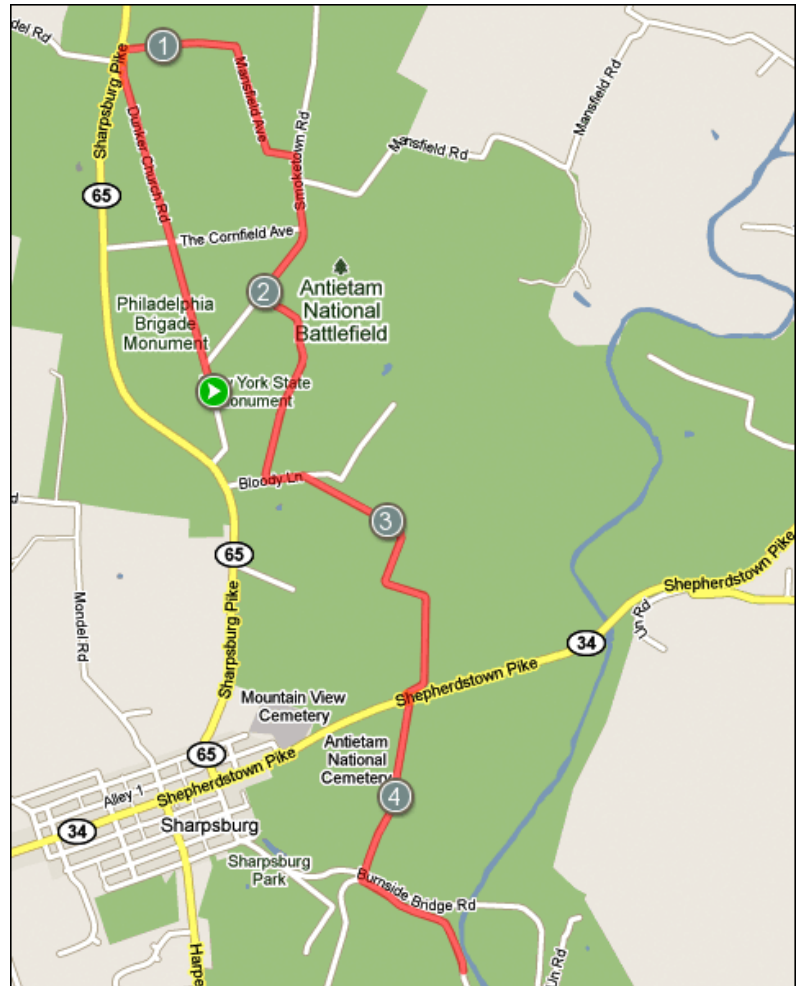 del Rd
Sharpsburg Pike
1
Mansfield Ave
Mansfield Rd
Mansfield Rd
Dunker Church Rd
Smoketown Rd
65
The Cornfield Ave
2
Antietam
National
Battlefield
Philadelphia
Brigade
Monument
York State
onument
Bloody Ln
3
d
65
Mondel Rd
Sharpsburg Pike
Shepherdstown Pike
Un Rd
34
Shepherdstown Pike
Mountain View
Cemetery
65
Antietam
National
Cemetery
Shepherdstown Pike
Alley 1
4
34
Sharpsburg
Sharpsburg
Park
Burnside Bridge Rd
Harpe
Un Rd